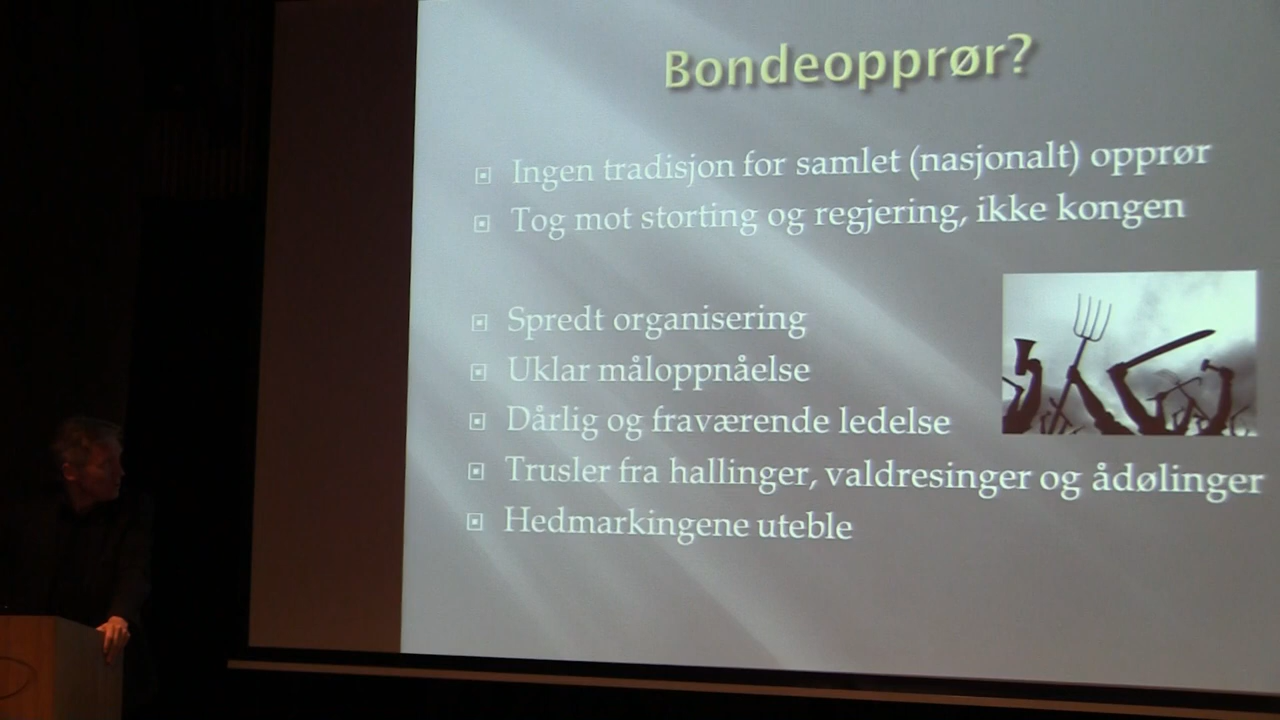 Bondeopprør?
Ingen tradisjon for samlet (nasjonalt) opprør
Tog mot storting og regjering, ikke kongen
Spredt organisering
Uklar måloppnåelse
Dårlig og fraværende ledelse
Trusler fra hallinger, valdresinger og ådølinger
Hedmarkingene uteble